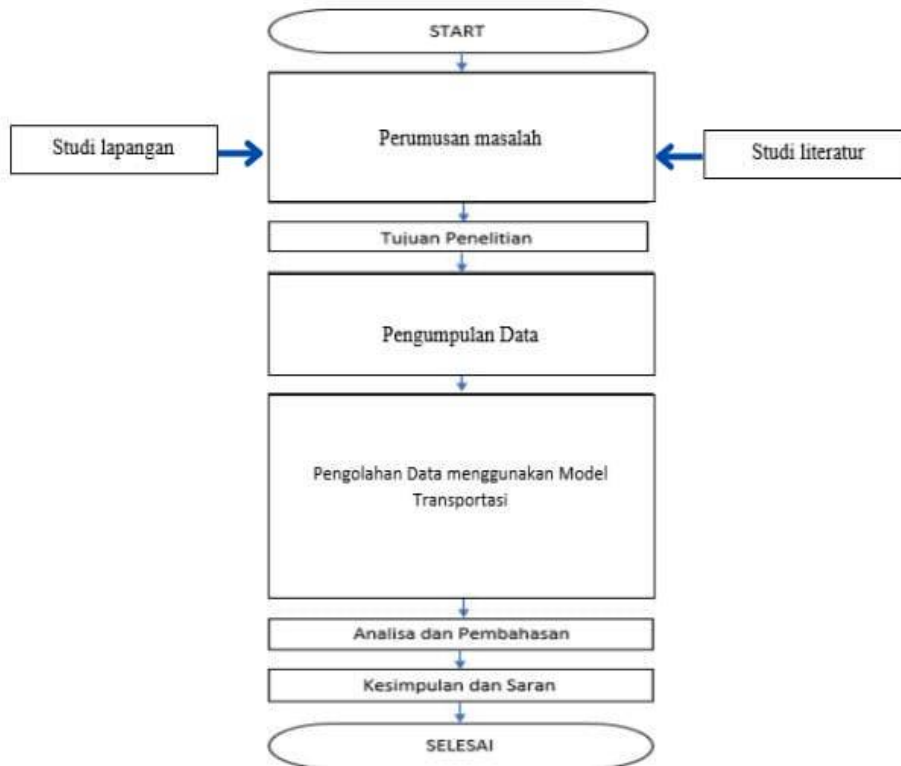 START
Perumusan masalah
Studi lapangan
Studi literatur
Tujuan Penelitian
Pengumpulan Data
Pengolahan Data menggunakan Model
Transportasi
Analisa dan Pembahasan
Kesimpulan dan Saran
SELESAI